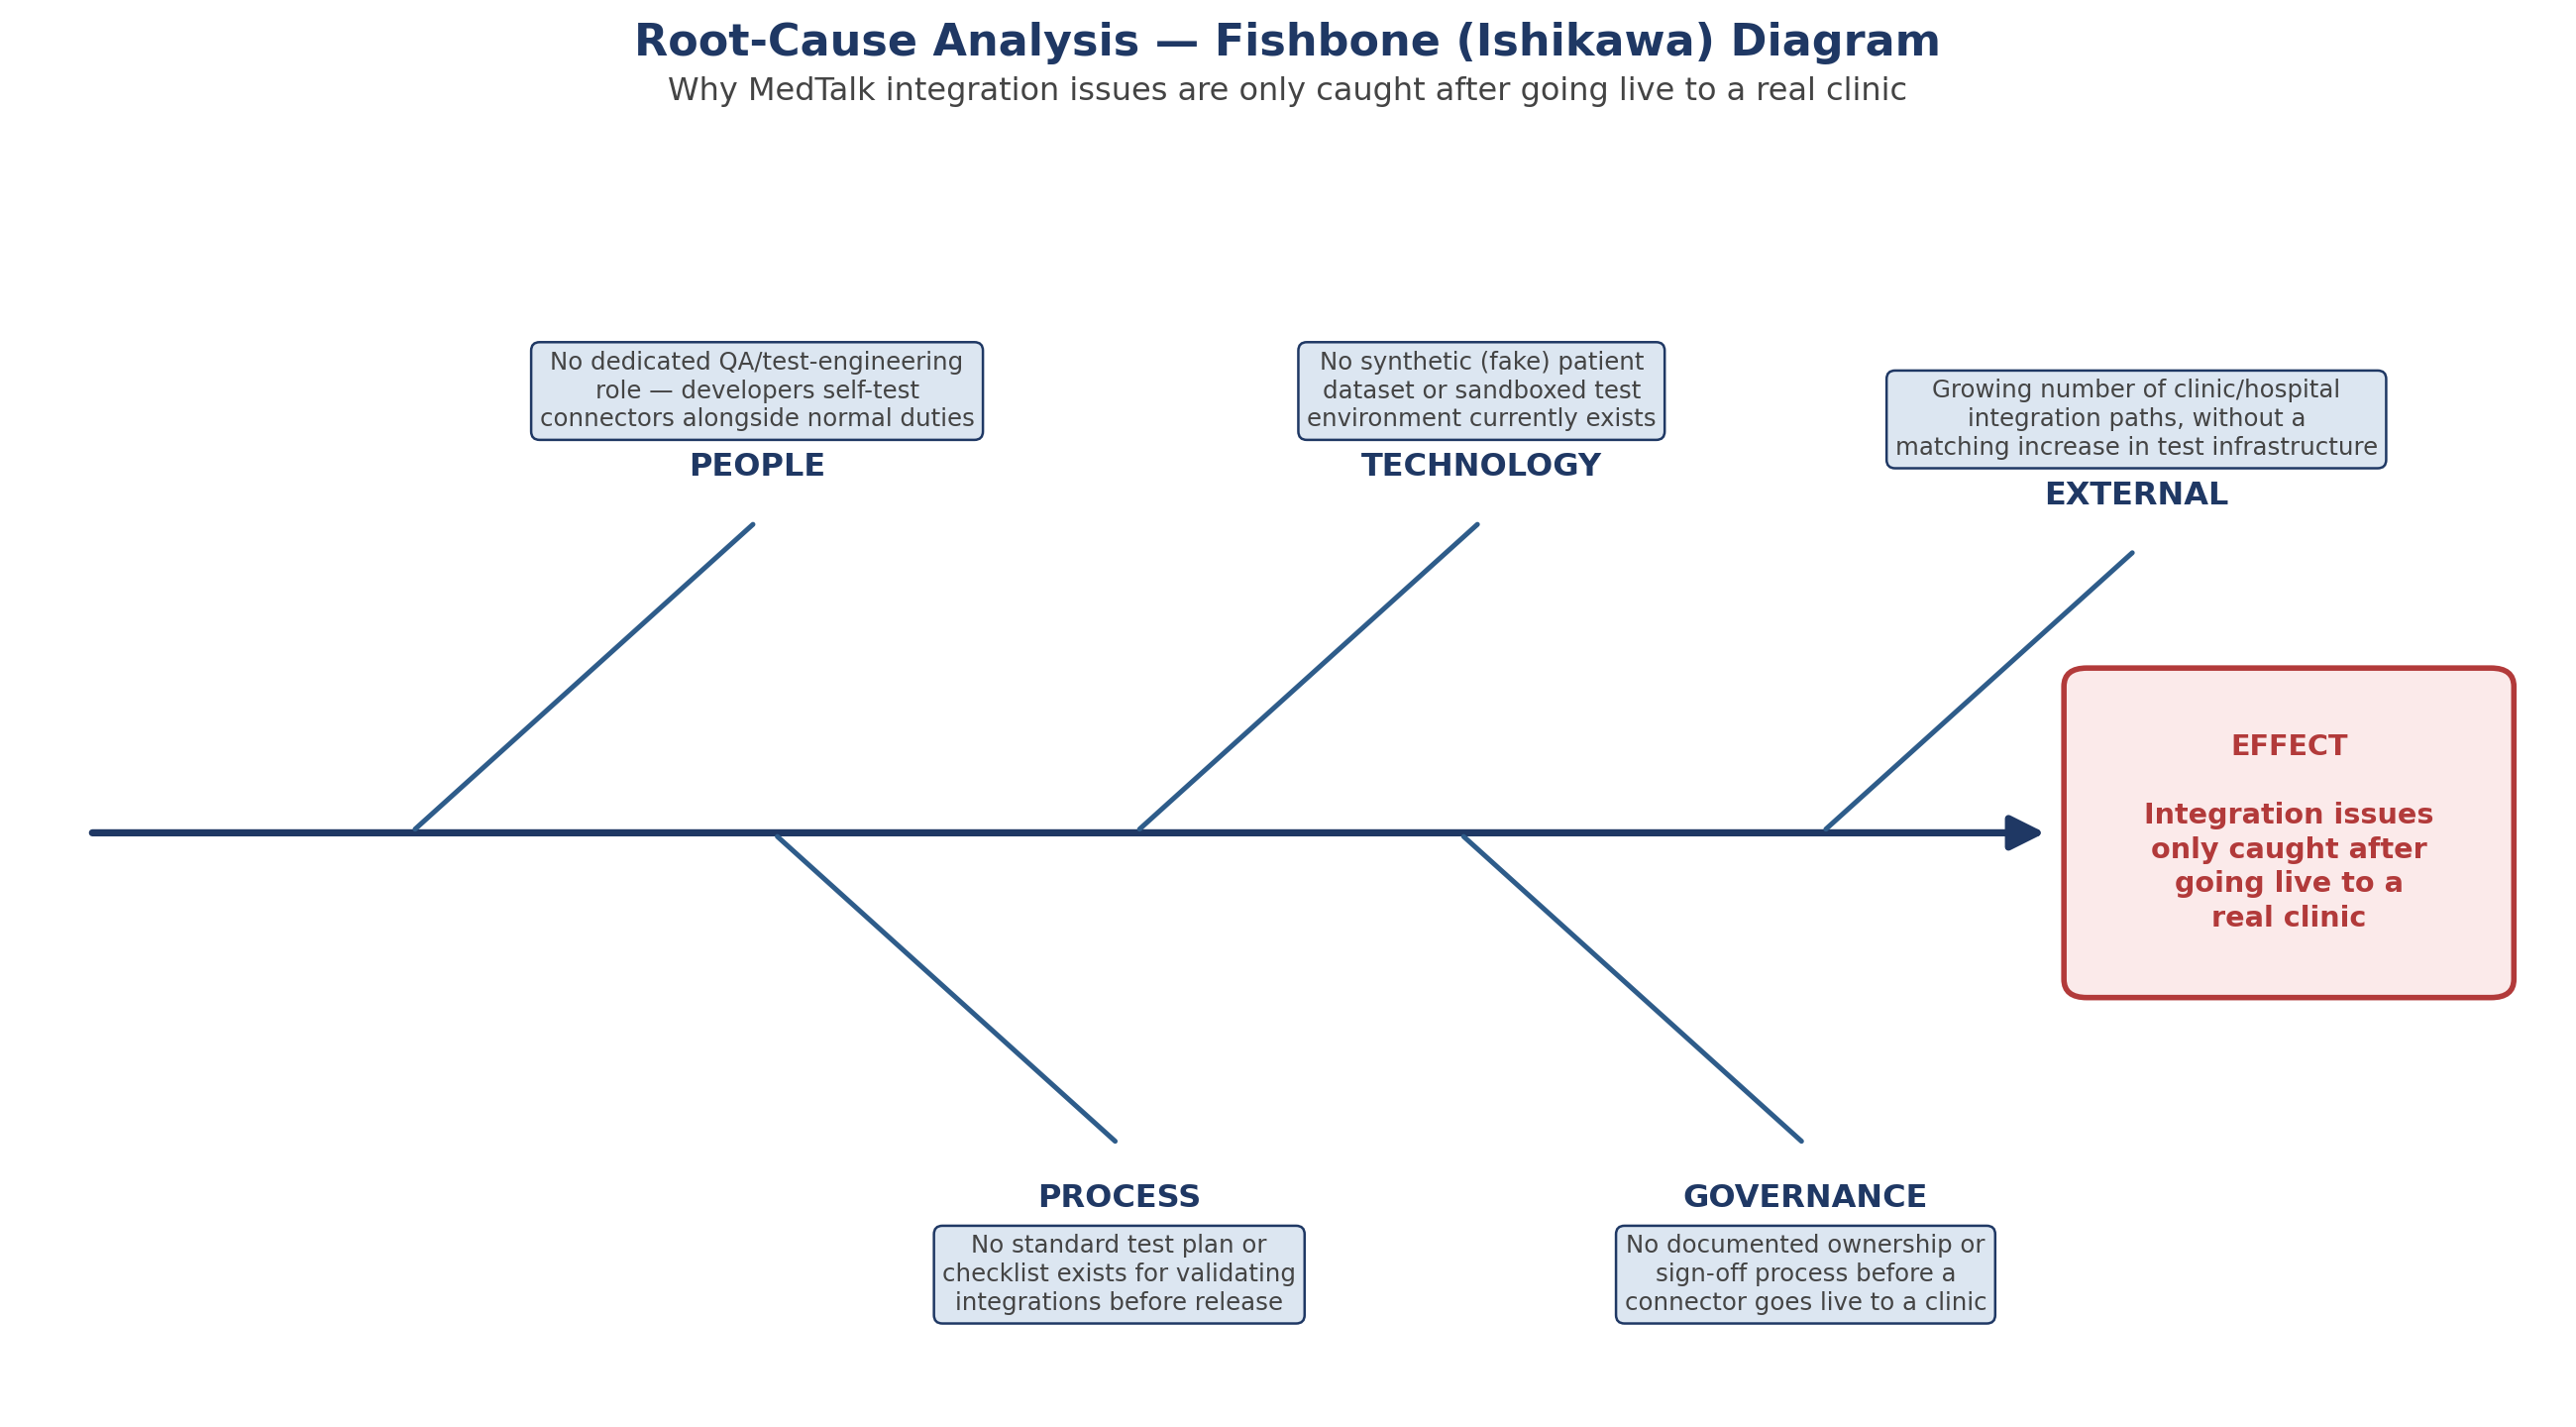 Root-Cause Analysis — Fishbone (Ishikawa) Diagram
Why MedTalk integration issues are only caught after going live to a real clinic
No dedicated QA/test-engineering
role — developers self-test
connectors alongside normal duties
PEOPLE
No synthetic (fake) patient
dataset or sandboxed test
environment currently exists
TECHNOLOGY
Growing number of clinic/hospital
integration paths, without a
matching increase in test infrastructure
EXTERNAL
EFFECT
Integration issues
only caught after
going live to a
real clinic
PROCESS
No standard test plan or
checklist exists for validating
integrations before release
GOVERNANCE
No documented ownership or
sign-off process before a
connector goes live to a clinic